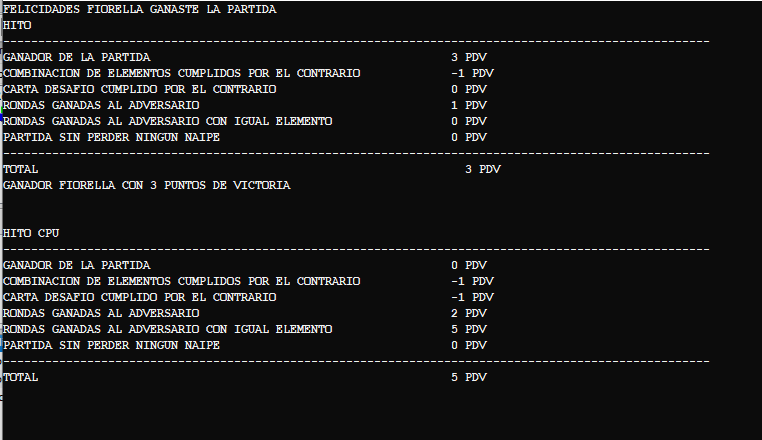 FELICIDADES FIORELLA GANASTE LA PARTIDA
HITO
-----------------------------------------------------------------------------------------------------
GANADOR DE LA PARTIDA 3 PDV
COMBINACION DE ELEMENTOS CUMPLIDOS POR EL CONTRARIO -1 PDV
CARTA DESAFIO CUMPLIDO POR EL CONTRARIO 0 PDV
RONDAS GANADAS AL ADVERSARIO 1 PDV
RONDAS GANADAS AL ADVERSARIO CON IGUAL ELEMENTO 0 PDV
PARTIDA SIN PERDER NINGUN NAIPE 0 PDV
-----------------------------------------------------------------------------------------------------
TOTAL 3 PDV
GANADOR FIORELLA CON 3 PUNTOS DE VICTORIA
HITO CPU
-----------------------------------------------------------------------------------------------------
GANADOR DE LA PARTIDA 0 PDV
COMBINACION DE ELEMENTOS CUMPLIDOS POR EL CONTRARIO -1 PDV
CARTA DESAFIO CUMPLIDO POR EL CONTRARIO -1 PDV
RONDAS GANADAS AL ADVERSARIO 2 PDV
RONDAS GANADAS AL ADVERSARIO CON IGUAL ELEMENTO 5 PDV
PARTIDA SIN PERDER NINGUN NAIPE 0 PDV
-----------------------------------------------------------------------------------------------------
TOTAL 5 PDV